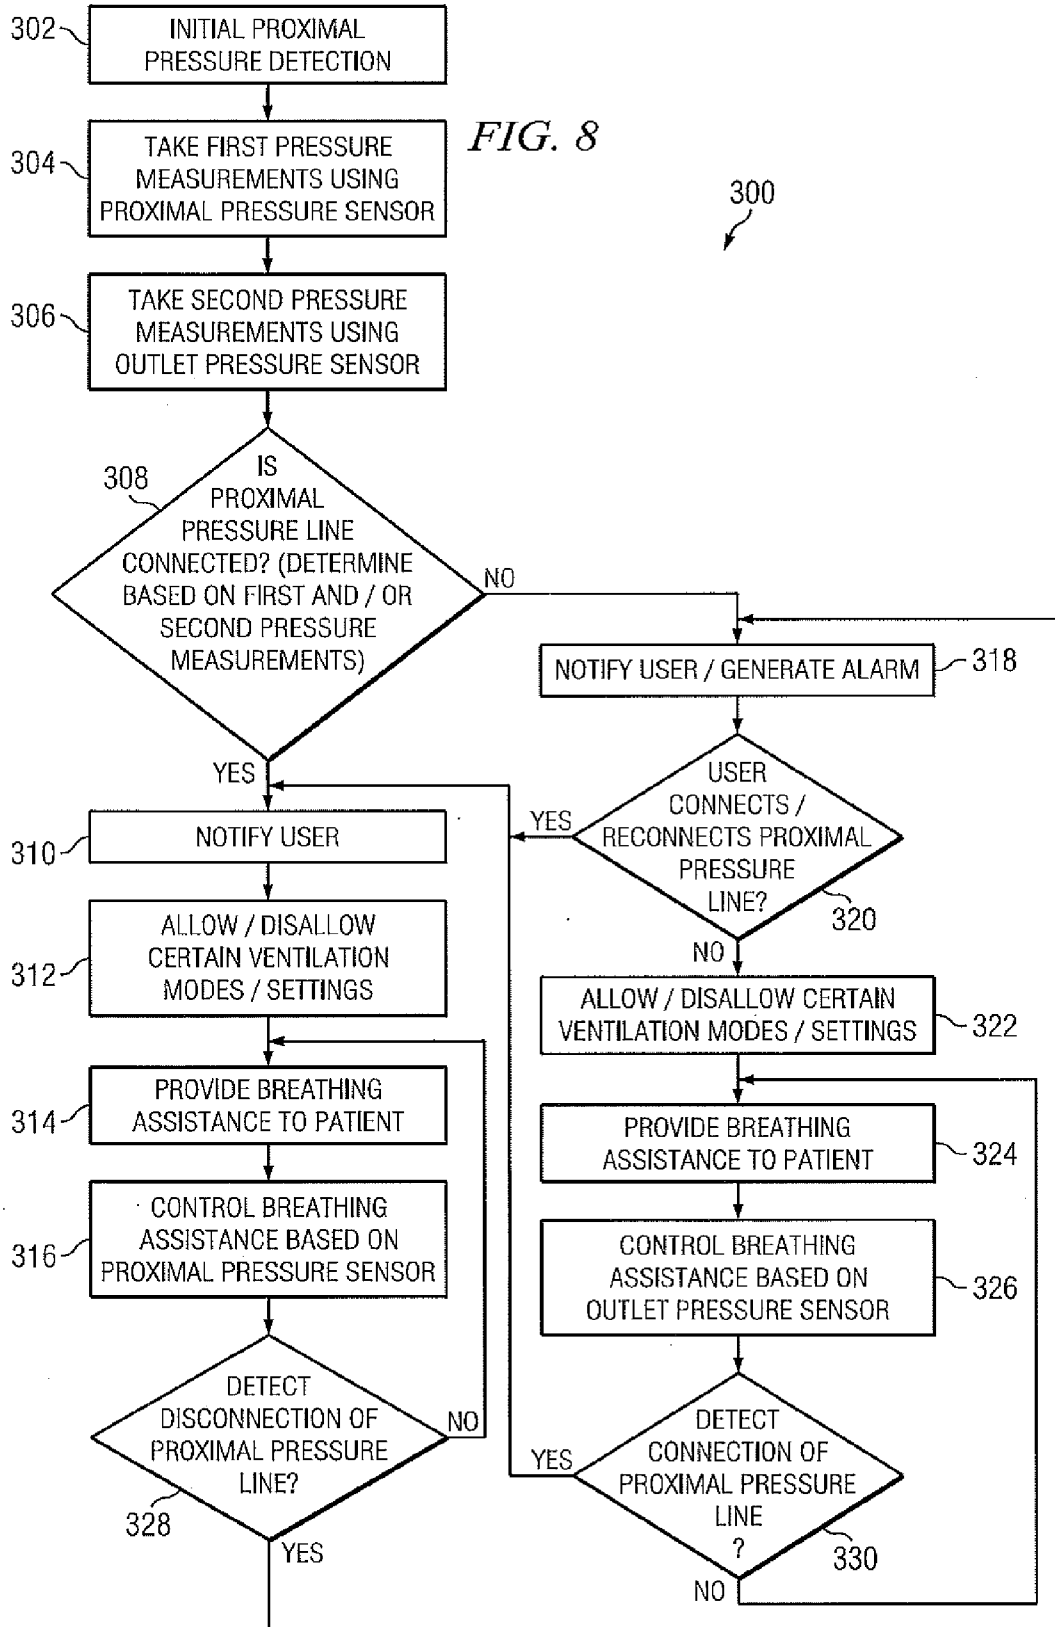 302
INITIAL PROXIMAL
PRESSURE DETECTION
FIG. 8
300
304
TAKE FIRST PRESSURE
MEASUREMENTS USING
PROXIMAL PRESSURE SENSOR
306
TAKE SECOND PRESSURE
MEASUREMENTS USING
OUTLET PRESSURE SENSOR
308
IS
PROXIMAL
PRESSURE LINE
CONNECTED? (DETERMINE
BASED ON FIRST AND / OR
SECOND PRESSURE
MEASUREMENTS)
NO
YES
310
NOTIFY USER
312
ALLOW / DISALLOW
CERTAIN VENTILATION
MODES / SETTINGS
314
PROVIDE BREATHING
ASSISTANCE TO PATIENT
316
CONTROL BREATHING
ASSISTANCE BASED ON
PROXIMAL PRESSURE SENSOR
DETECT
DISCONNECTION OF
PROXIMAL PRESSURE
LINE?
NO
328
YES
NOTIFY USER / GENERATE ALARM
318
USER
CONNECTS /
RECONNECTS PROXIMAL
PRESSURE
LINE?
YES
320
NO
ALLOW / DISALLOW CERTAIN
VENTILATION MODES / SETTINGS
322
PROVIDE BREATHING
ASSISTANCE TO PATIENT
324
CONTROL BREATHING
ASSISTANCE BASED ON
OUTLET PRESSURE SENSOR
326
DETECT
CONNECTION OF
PROXIMAL PRESSURE
LINE
?
YES
330
NO